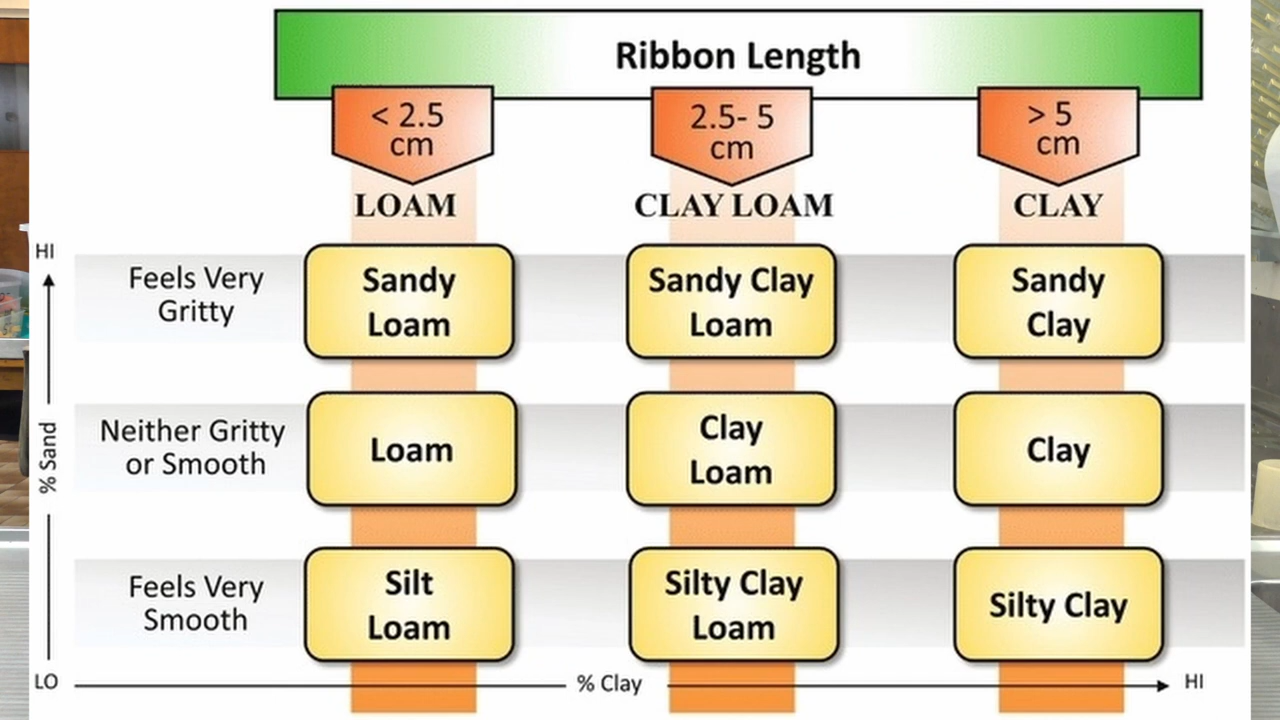 Ribbon Length
< 2.5
cm
2.5- 5
cm
> 5
cm
LOAM
CLAY LOAM
CLAY
HI
Feels Very
Gritty
Sandy
Loam
Sandy Clay
Loam
Sandy
Clay
% Sand
Neither Gritty
or Smooth
Loam
Clay
Loam
Clay
Feels Very
Smooth
Silt
Loam
Silty Clay
Loam
Silty Clay
LO
% Clay
HI